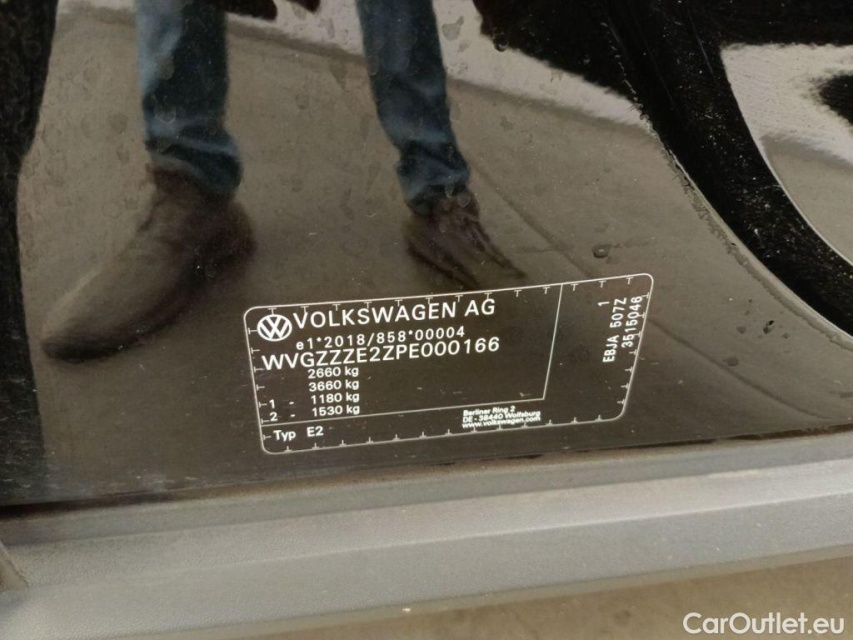 VOLKSWAGEN AG
e1*2018/858*00004
WVGZZZE2ZPE000166
2660 kg
3660 kg
1 - 1180 kg
2 - 1530 kg
Typ E2
Berliner Ring 2
DE - 38440 Wolfsburg
www.volkswagen.com
1
EBJA 507Z
3515046
CarOutlet.eu